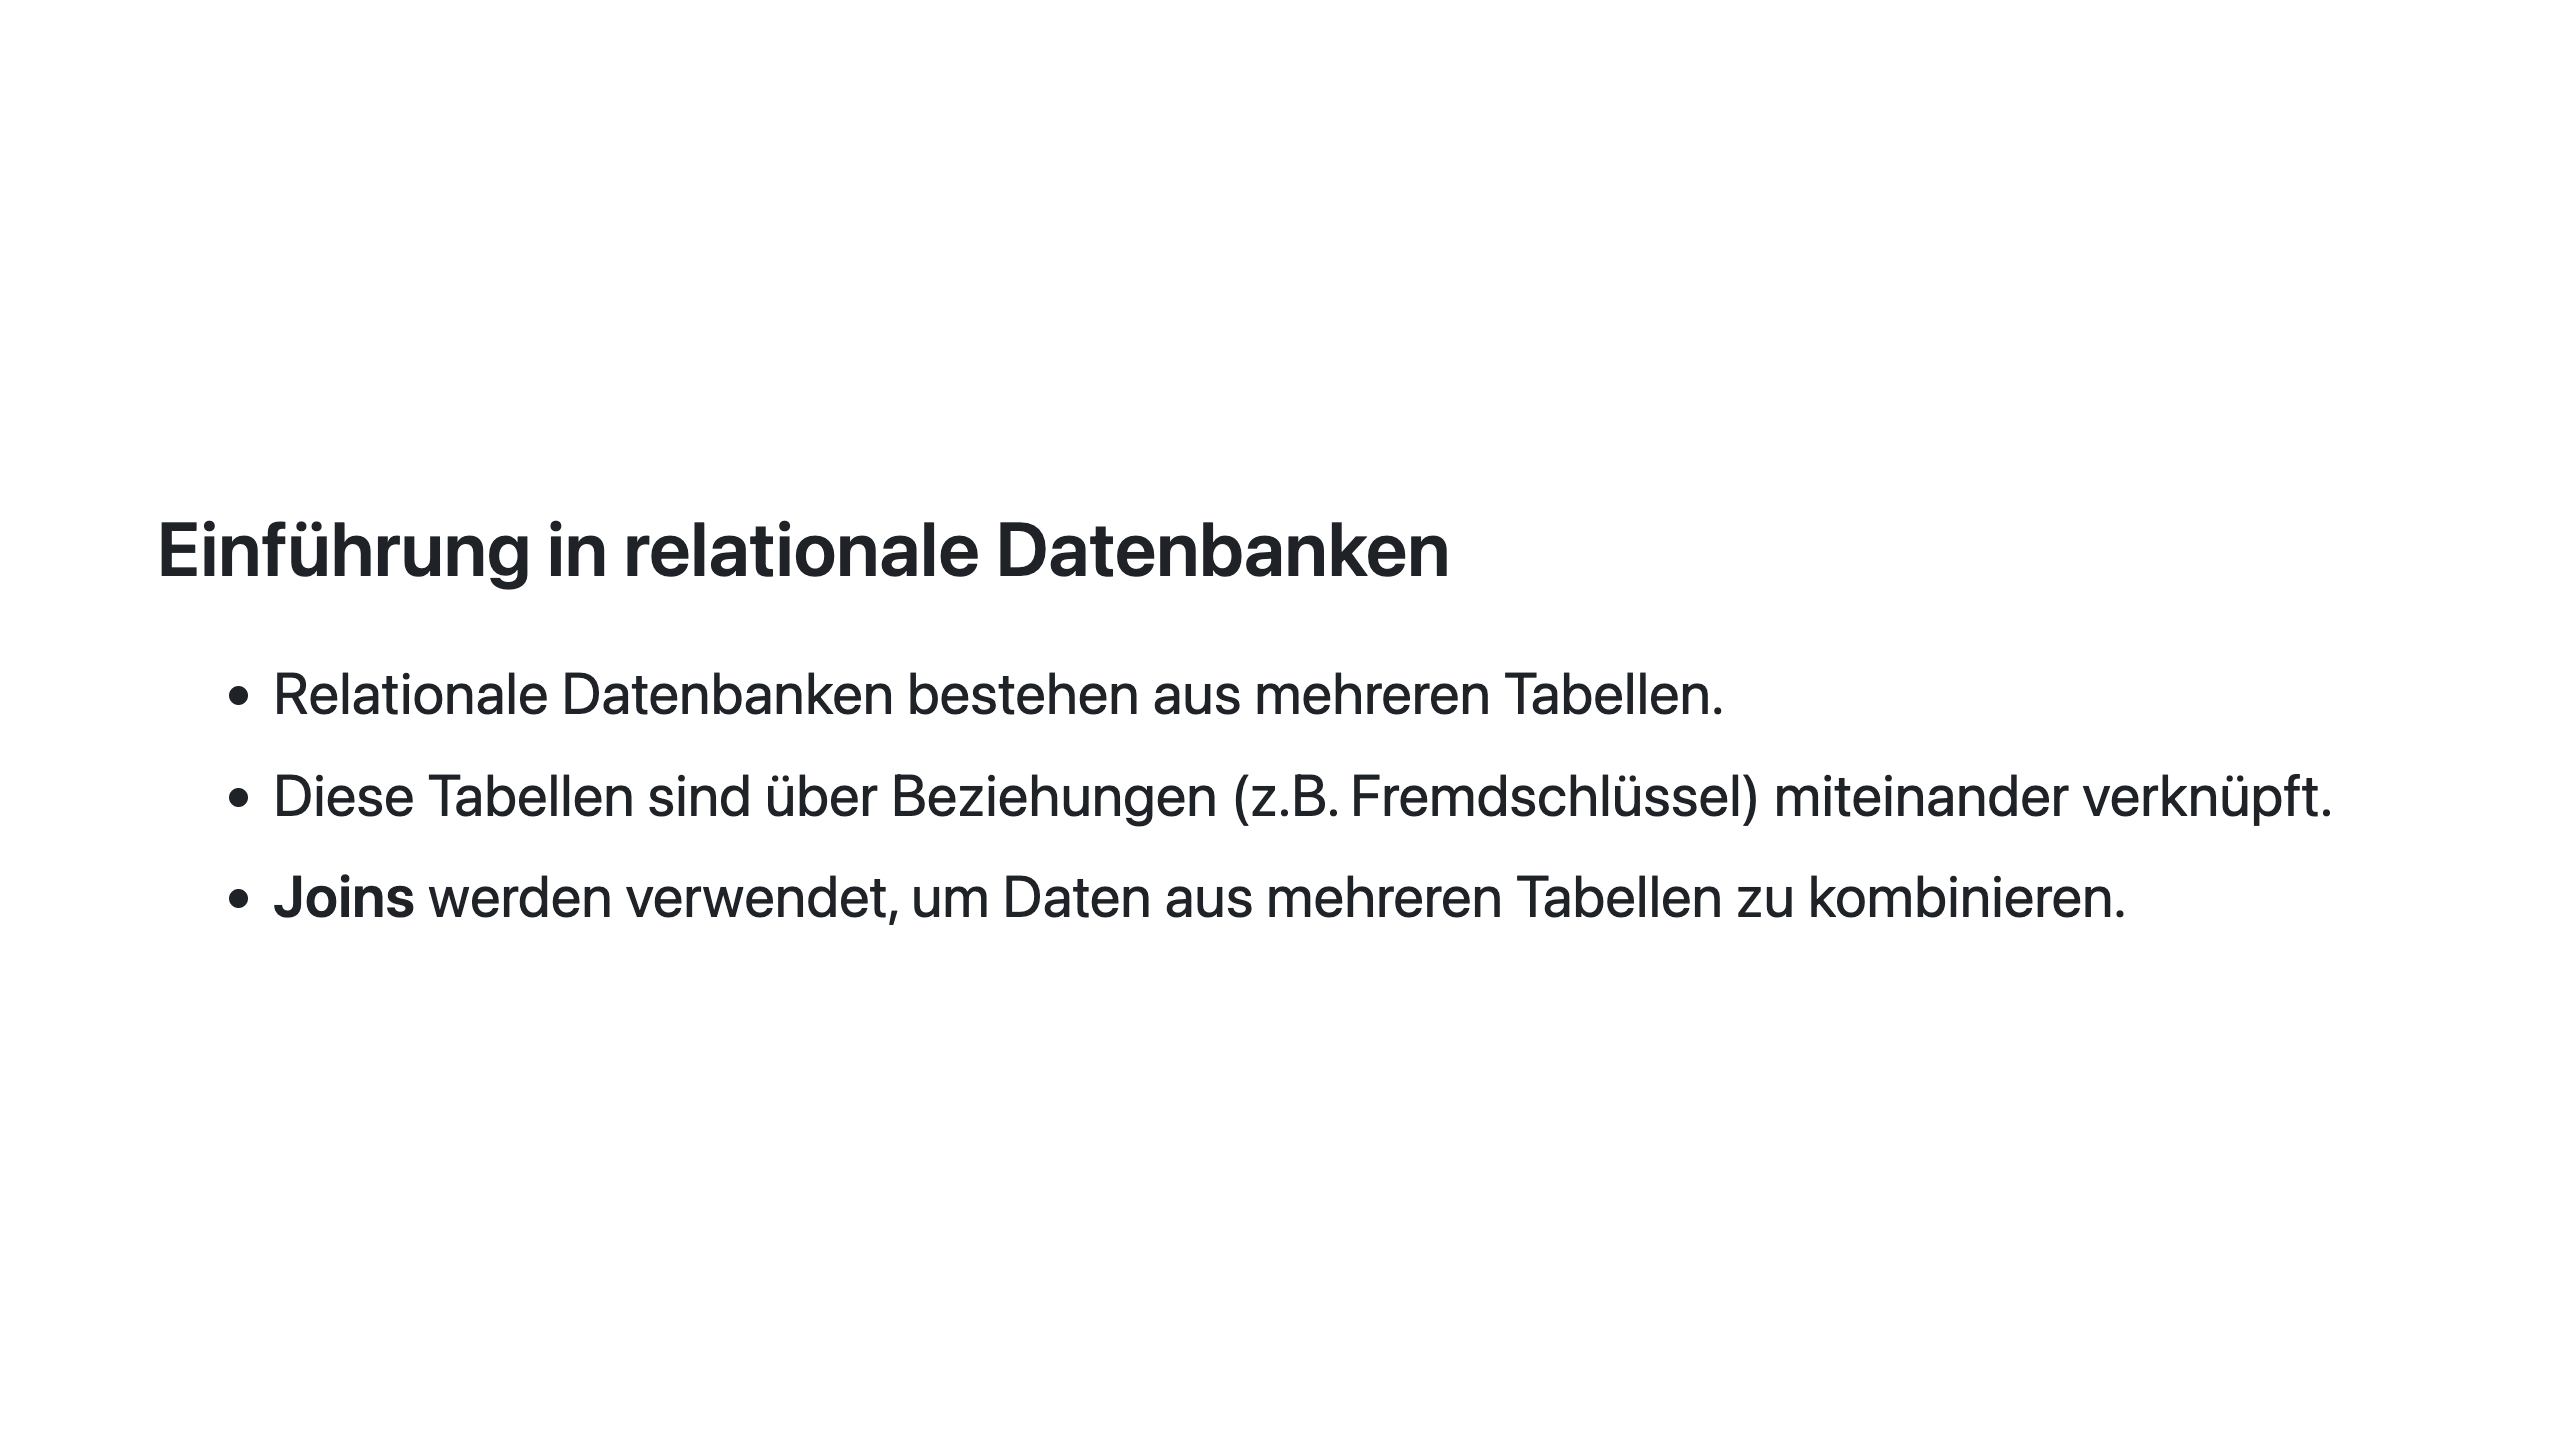 Einführung in relationale Datenbanken
• Relationale Datenbanken bestehen aus mehreren Tabellen.
• Diese Tabellen sind über Beziehungen (z.B. Fremdschlüssel) miteinander verknüpft.
• Joins werden verwendet, um Daten aus mehreren Tabellen zu kombinieren.